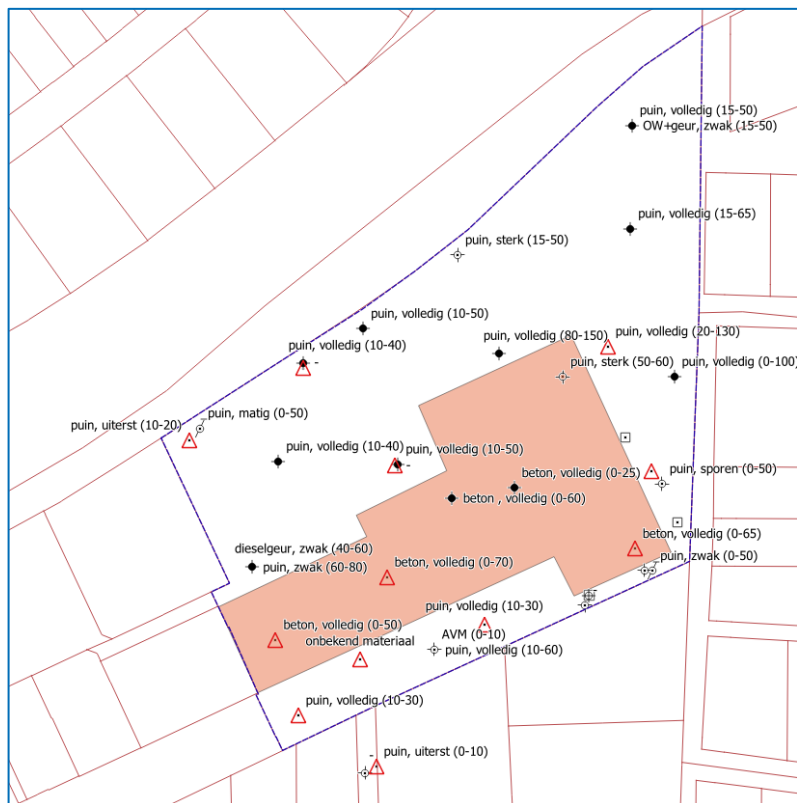 puin, volledig (15-50)
OW+geur, zwak (15-50)
puin, volledig (15-65)
puin, sterk (15-50)
puin, volledig (10-50)
puin, volledig (20-130)
puin, volledig (10-40)
-
puin, volledig (80-150)
puin, sterk (50-60)
puin, volledig (0-100)
puin, matig (0-50)
puin, uiterst (10-20)
puin, volledig (10-40)
puin, volledig (10-50)
-
beton, volledig (0-25)
puin, sporen (0-50)
beton , volledig (0-60)
beton, volledig (0-65)
dieselgeur, zwak (40-60)
puin, zwak (60-80)
puin, zwak (0-50)
beton, volledig (0-70)
-
puin, volledig (10-30)
beton, volledig (0-50)
AVM (0-10)
onbekend materiaal
puin, volledig (10-60)
puin, volledig (10-30)
-
puin, uiterst (0-10)